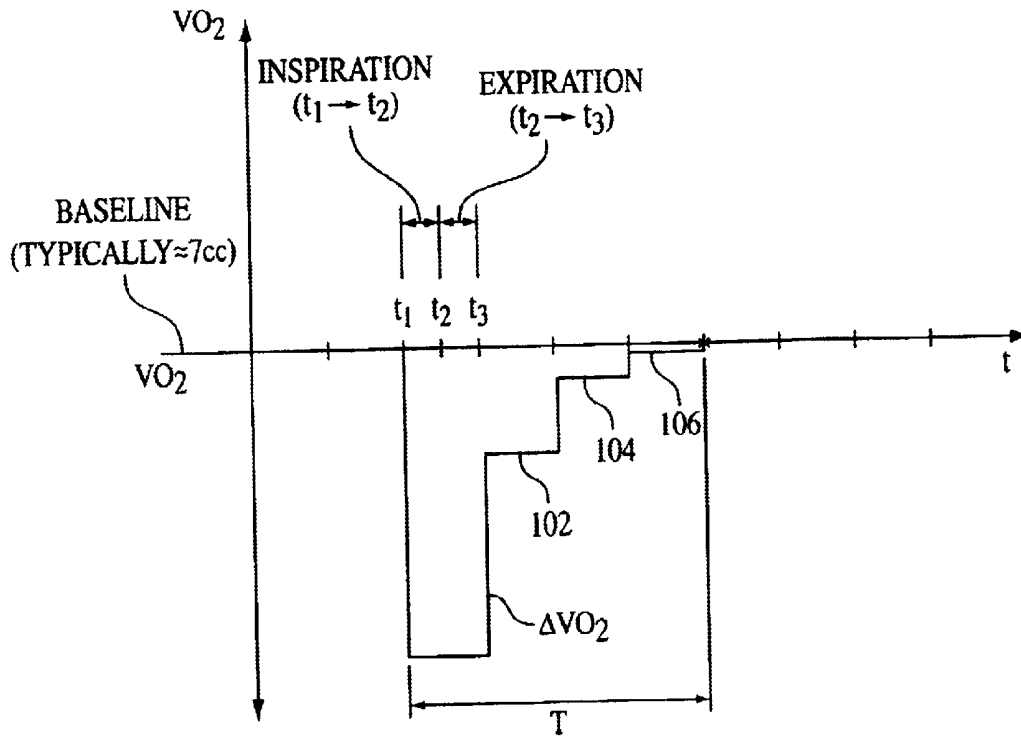 VO₂
INSPIRATION
(t₁ → t₂)
EXPIRATION
(t₂ → t₃)
BASELINE
(TYPICALLY≈7cc)
t₁ t₂ t₃
VO₂
t
106
104
102
ΔVO₂
T